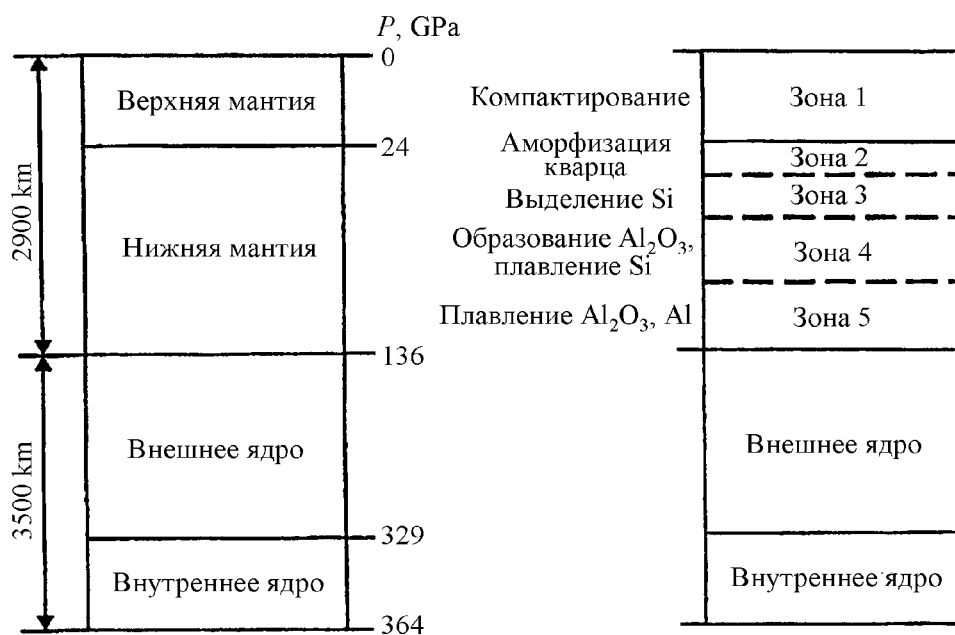 P, GPa
0
Верхняя мантия
24
2900 km
Нижняя мантия
136
Внешнее ядро
3500 km
329
Внутреннее ядро
364
Компактирование
Зона 1
Аморфизация
кварца
Зона 2
Выделение Si
Зона 3
Образование Al₂O₃,
плавление Si
Зона 4
Плавление Al₂O₃, Al
Зона 5
Внешнее ядро
Внутреннее ядро